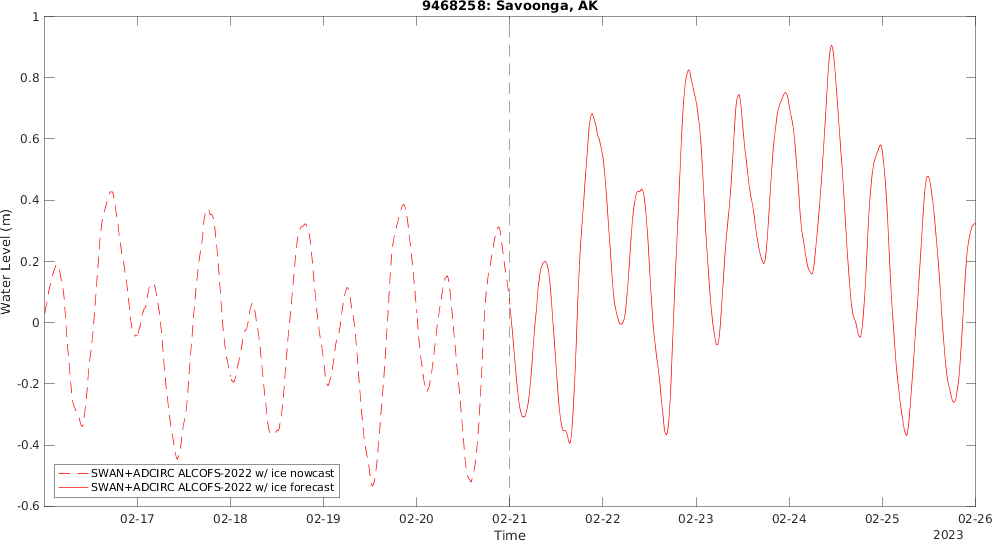 9468258: Savoonga, AK
Water Level (m)
1
0.8
0.6
0.4
0.2
0
-0.2
-0.4
-0.6
SWAN+ADCIRC ALCOFS-2022 w/ ice nowcast
SWAN+ADCIRC ALCOFS-2022 w/ ice forecast
02-17 02-18 02-19 02-20 02-21 02-22 02-23 02-24 02-25 02-26
Time
2023